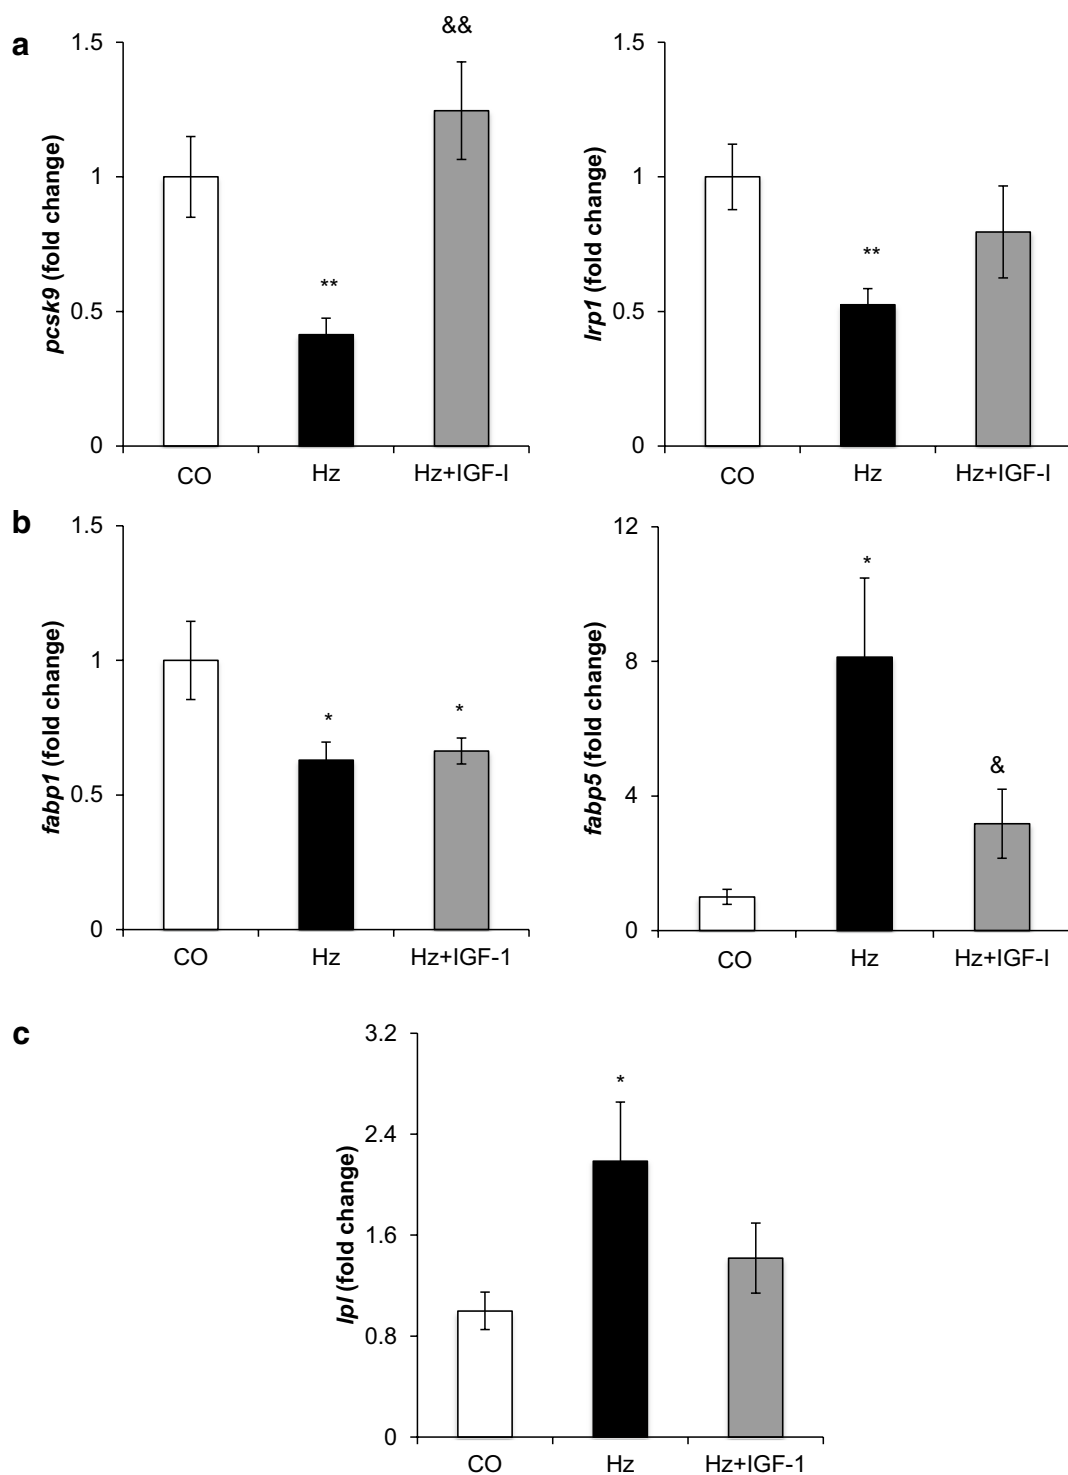 a
pcsk9 (fold change)
1.5
1
0.5
0
**
&&
CO
Hz
Hz+IGF-I
lrp1 (fold change)
1.5
1
0.5
0
**
CO
Hz
Hz+IGF-I
b
fabp1 (fold change)
1.5
1
0.5
0
*
*
CO
Hz
Hz+IGF-1
fabp5 (fold change)
12
8
4
0
*
&
CO
Hz
Hz+IGF-I
c
lpl (fold change)
3.2
2.4
1.6
0.8
0
*
CO
Hz
Hz+IGF-1